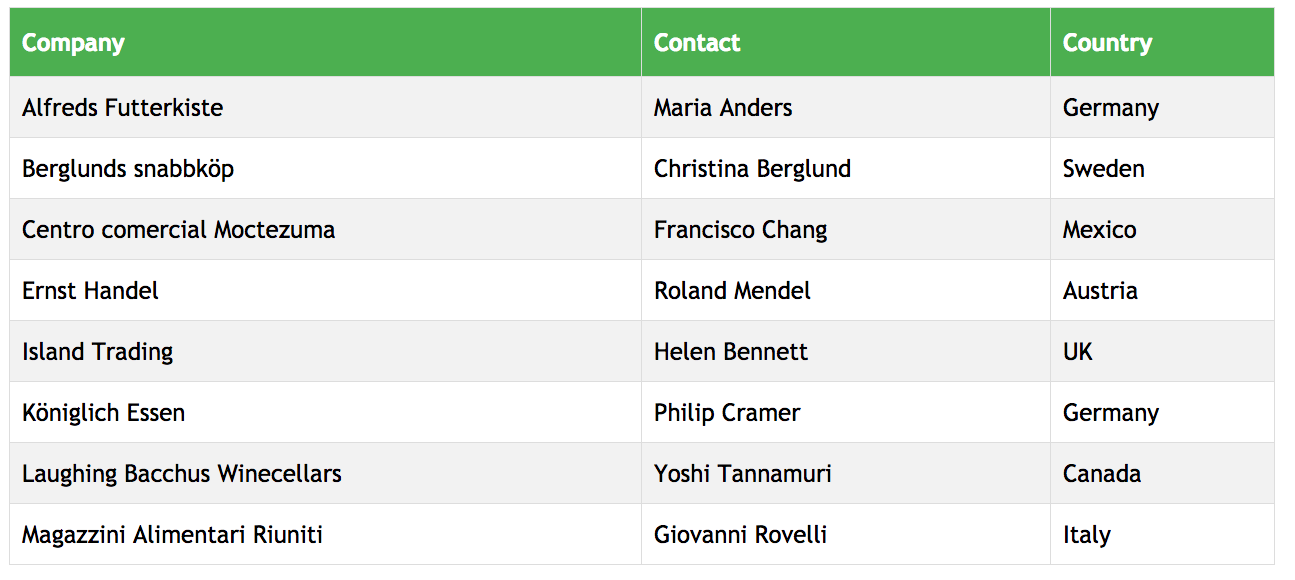 Company Contact Country
Alfreds Futterkiste Maria Anders Germany
Berglunds snabbköp Christina Berglund Sweden
Centro comercial Moctezuma Francisco Chang Mexico
Ernst Handel Roland Mendel Austria
Island Trading Helen Bennett UK
Königlich Essen Philip Cramer Germany
Laughing Bacchus Winecellars Yoshi Tannamuri Canada
Magazzini Alimentari Riuniti Giovanni Rovelli Italy